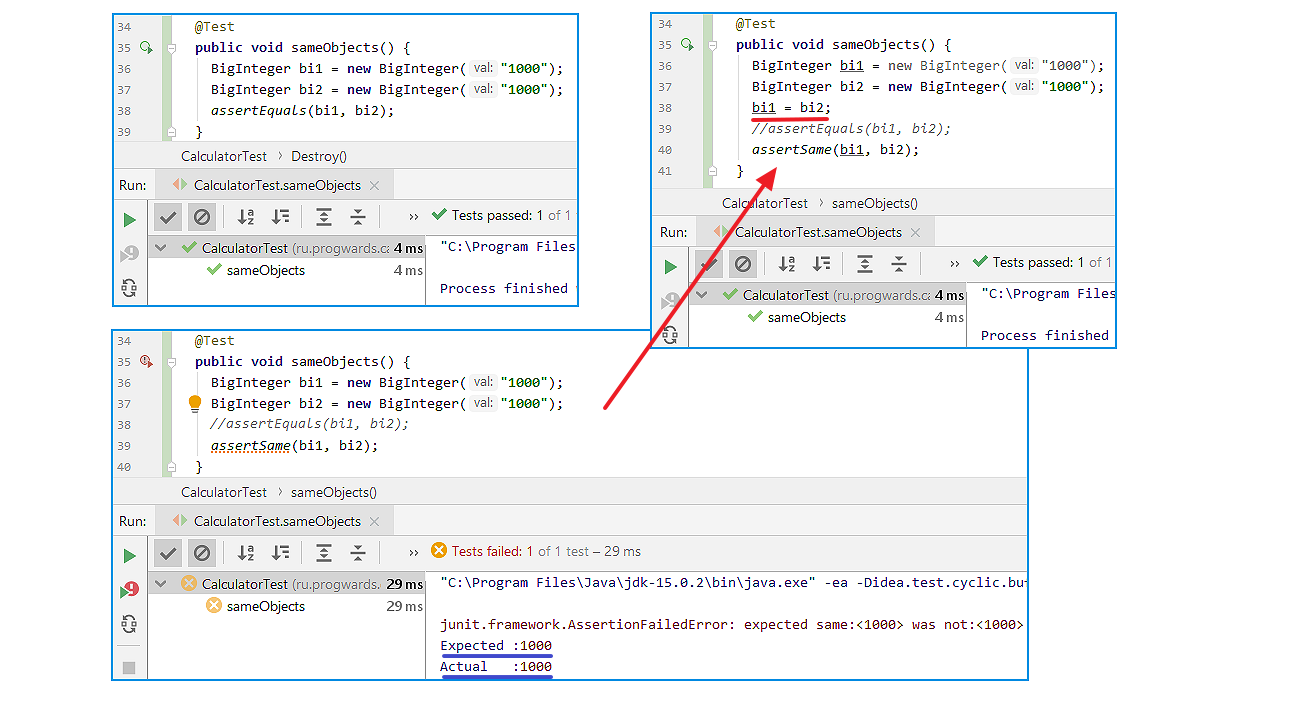 34 @Test
35 public void sameObjects() {
36 BigInteger bi1 = new BigInteger( val: "1000");
37 BigInteger bi2 = new BigInteger( val: "1000");
38 assertEquals(bi1, bi2);
39 }
CalculatorTest › Destroy()
Run: CalculatorTest.sameObjects ×
›› Tests passed: 1 of 1
CalculatorTest (ru.progwards.ca 4 ms
sameObjects 4 ms
"C:\Program Files
Process finished
34 @Test
35 public void sameObjects() {
36 BigInteger bi1 = new BigInteger( val: "1000");
37 BigInteger bi2 = new BigInteger( val: "1000");
38 bi1 = bi2;
39 //assertEquals(bi1, bi2);
40 assertSame(bi1, bi2);
41 }
CalculatorTest › sameObjects()
Run: CalculatorTest.sameObjects ×
›› Tests passed: 1 of 1
CalculatorTest (ru.progwards.ca 4 ms
sameObjects 4 ms
"C:\Program Files
Process finished
34 @Test
35 public void sameObjects() {
36 BigInteger bi1 = new BigInteger( val: "1000");
37 BigInteger bi2 = new BigInteger( val: "1000");
38 //assertEquals(bi1, bi2);
39 assertSame(bi1, bi2);
40 }
CalculatorTest › sameObjects()
Run: CalculatorTest.sameObjects ×
›› Tests failed: 1 of 1 test – 29 ms
CalculatorTest (ru.progwards. 29 ms
sameObjects 29 ms
"C:\Program Files\Java\jdk-15.0.2\bin\java.exe" -ea -Didea.test.cyclic.bu
junit.framework.AssertionFailedError: expected same:<1000> was not:<1000>
Expected :1000
Actual :1000